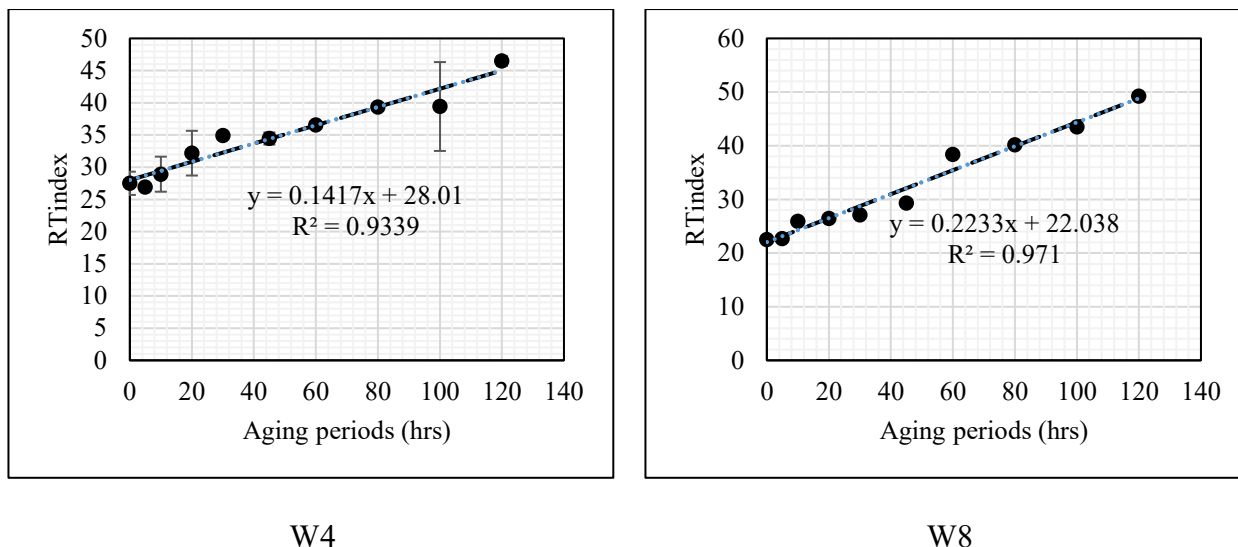 50
45
40
35
30
25
20
15
10
5
0
RTindex
y = 0.1417x + 28.01
R² = 0.9339
0 20 40 60 80 100 120 140
Aging periods (hrs)
W4
60
50
40
30
20
10
0
RTindex
y = 0.2233x + 22.038
R² = 0.971
0 20 40 60 80 100 120 140
Aging periods (hrs)
W8